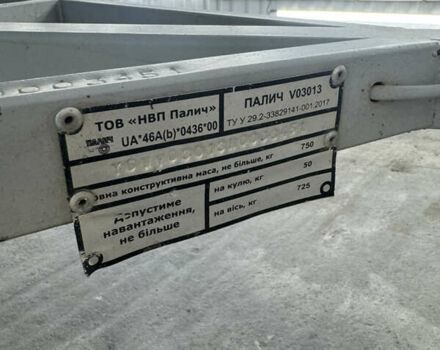 ТОВ «НВП Палич»
ПАЛИЧ UA*46A(b)*0436*00
ПАЛИЧ V03013
ТУ У 29.2-33829141-001:2017
конструктивна маса, не більше, кг 750
Допустиме
навантаження,
не більше
на кулю, кг 50
на вісь, кг 725